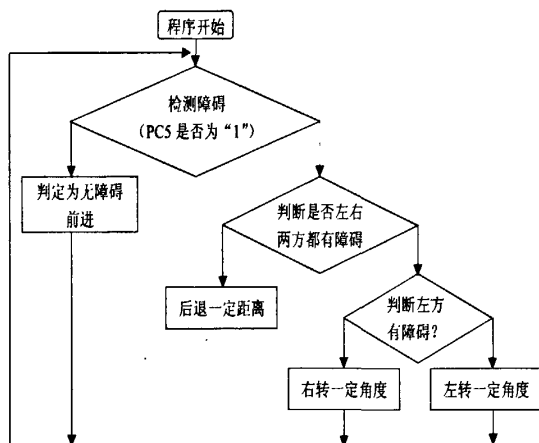 程序开始
检测障碍
（PC5 是否为“1”）
判定为无障碍
前进
判断是否左右
两方都有障碍
后退一定距离
判断左方
有障碍？
右转一定角度
左转一定角度